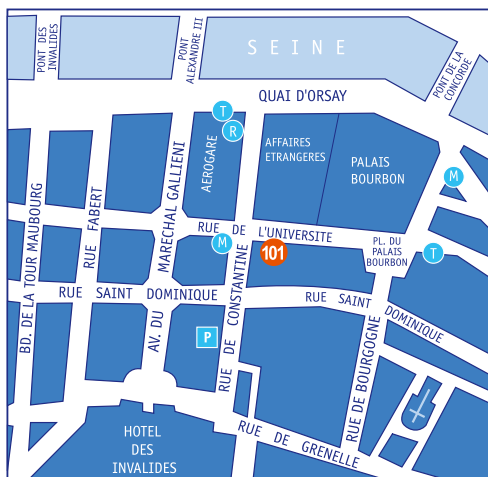 PONT DES
INVALIDES
PONT
ALEXANDRE III
SEINE
PONT DE LA
CONCORDE
QUAI D'ORSAY
T
R
AEROGARE
AFFAIRES
ETRANGERES
PALAIS
BOURBON
M
BD. DE LA TOUR MAUBOURG
RUE FABERT
AV. DU MARECHAL GALLIENI
RUE DE L'UNIVERSITE
M
101
PL. DU
PALAIS
BOURBON
T
RUE SAINT DOMINIQUE
RUE DE CONSTANTINE
RUE SAINT DOMINIQUE
P
RUE DE BOURGOGNE
HOTEL
DES
INVALIDES
RUE DE GRENELLE